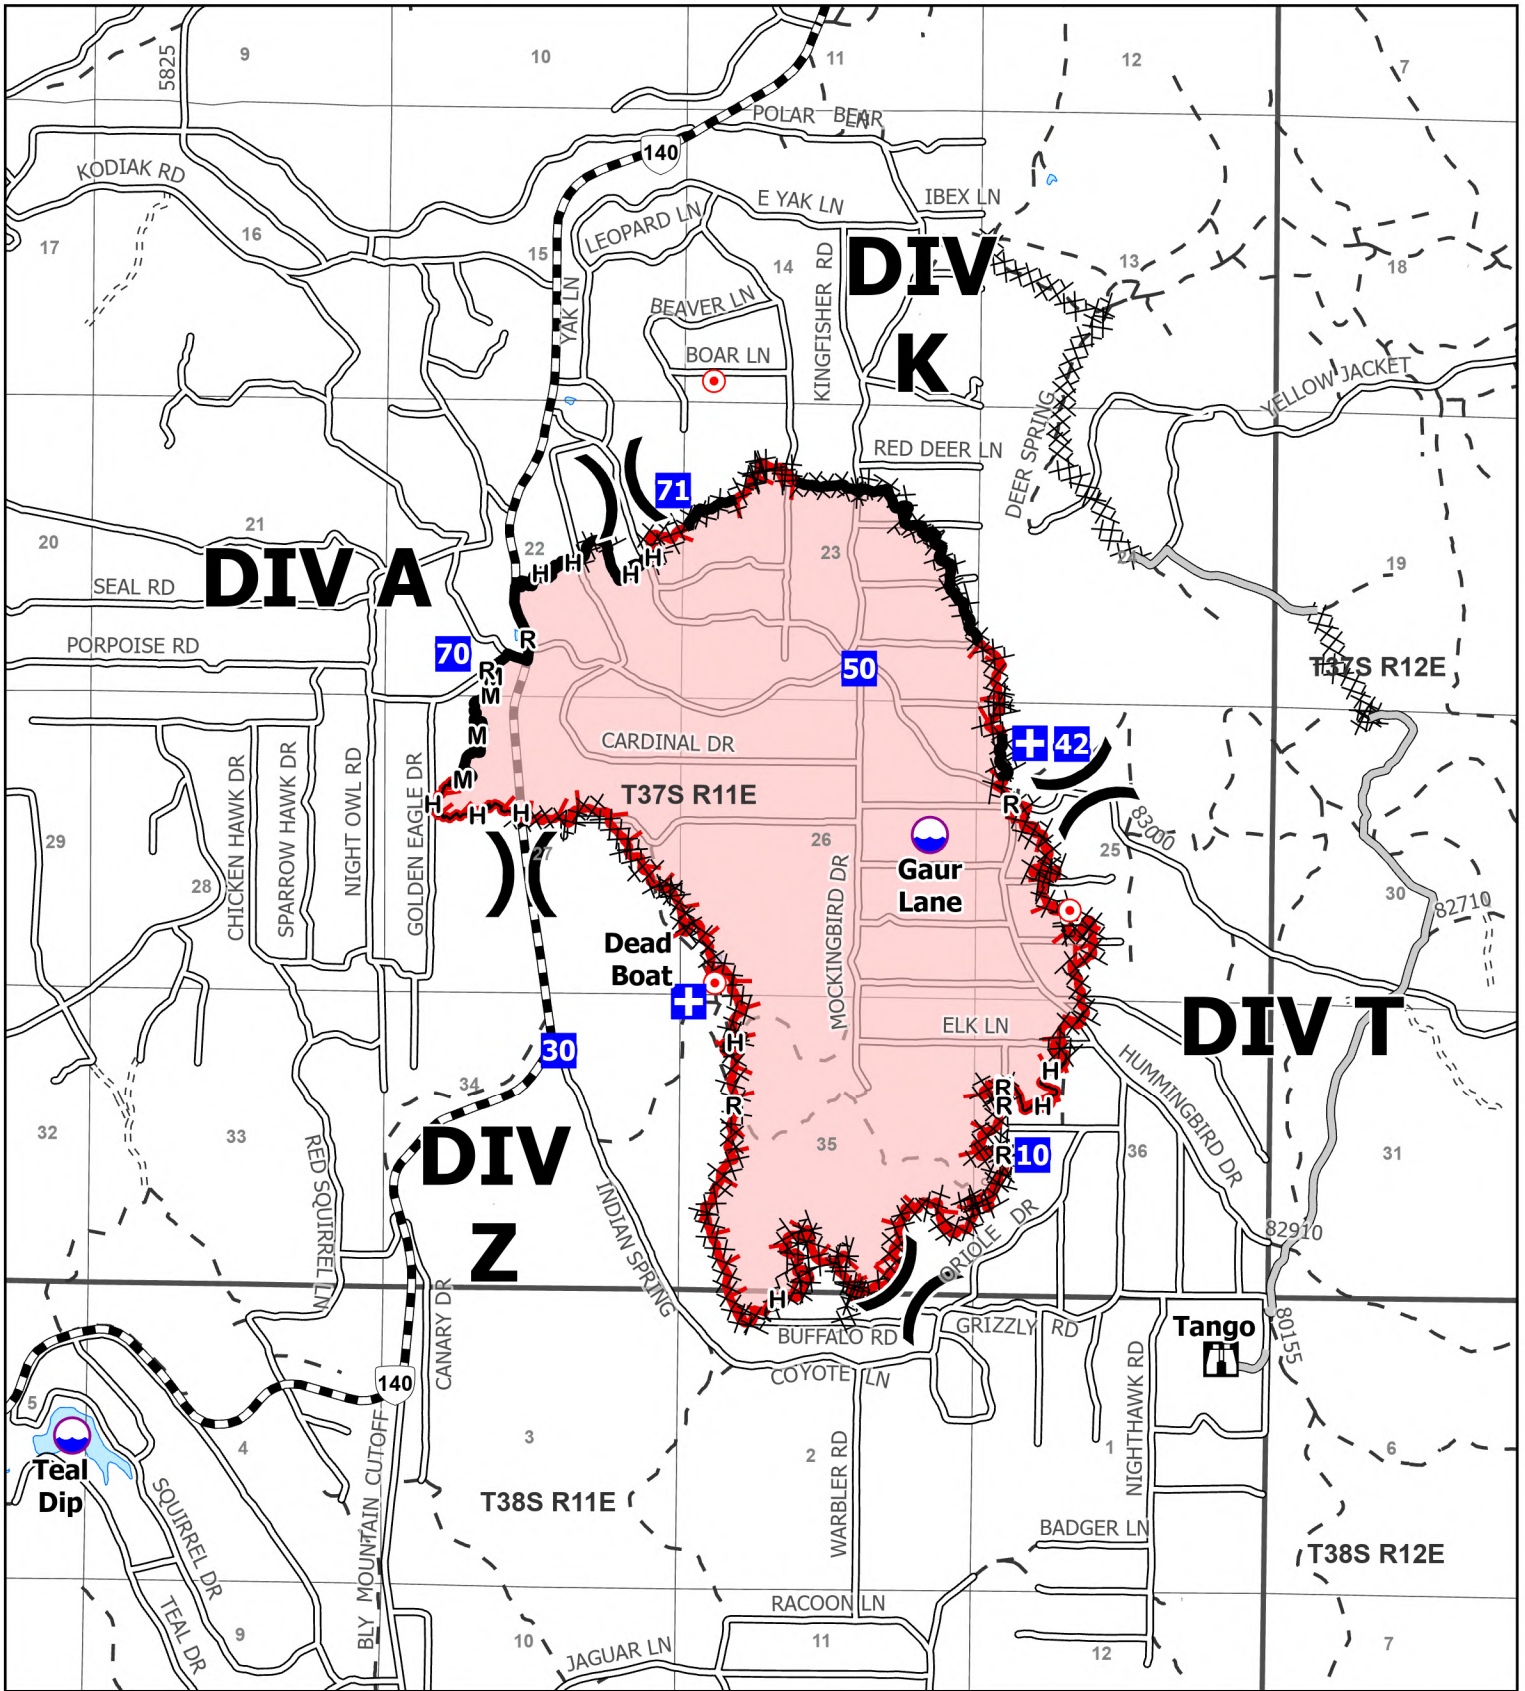 9
10
11
12
7
5825
POLAR BEAR
LN
140
KODIAK RD
E YAK LN
IBEX LN
LEOPARD LN
17
16
15
14
DIV
K
13
18
YAK LN
KINGFISHER RD
BEAVER LN
BOAR LN
YELLOW JACKET
DEER SPRING
RED DEER LN
71
20
21
22
23
24
19
DIV A
H
H
H
H
SEAL RD
PORPOISE RD
R
70
R
M
M
M
M
50
T37S R12E
CHICKEN HAWK DR
SPARROW HAWK DR
NIGHT OWL RD
GOLDEN EAGLE DR
CARDINAL DR
42
T37S R11E
H
H
H
R
83000
29
28
27
26
25
30
Gaur
Lane
MOCKINGBIRD DR
82710
Dead
Boat
ELK LN
DIV T
30
H
H
HUMMINGBIRD DR
34
R
R
R
H
32
33
35
R
10
36
31
DIV
Z
RED SQUIRREL LN
INDIAN SPRING
ORIOLE DR
82910
CANARY DR
H
BUFFALO RD
GRIZZLY RD
COYOTE LN
Tango
80155
140
5
4
3
2
1
6
NIGHTHAWK RD
WARBLER RD
Teal
Dip
SQUIRREL DR
BLY MOUNTAIN CUTOFF
T38S R11E
BADGER LN
T38S R12E
TEAL DR
RACOON LN
JAGUAR LN
9
10
11
12
7